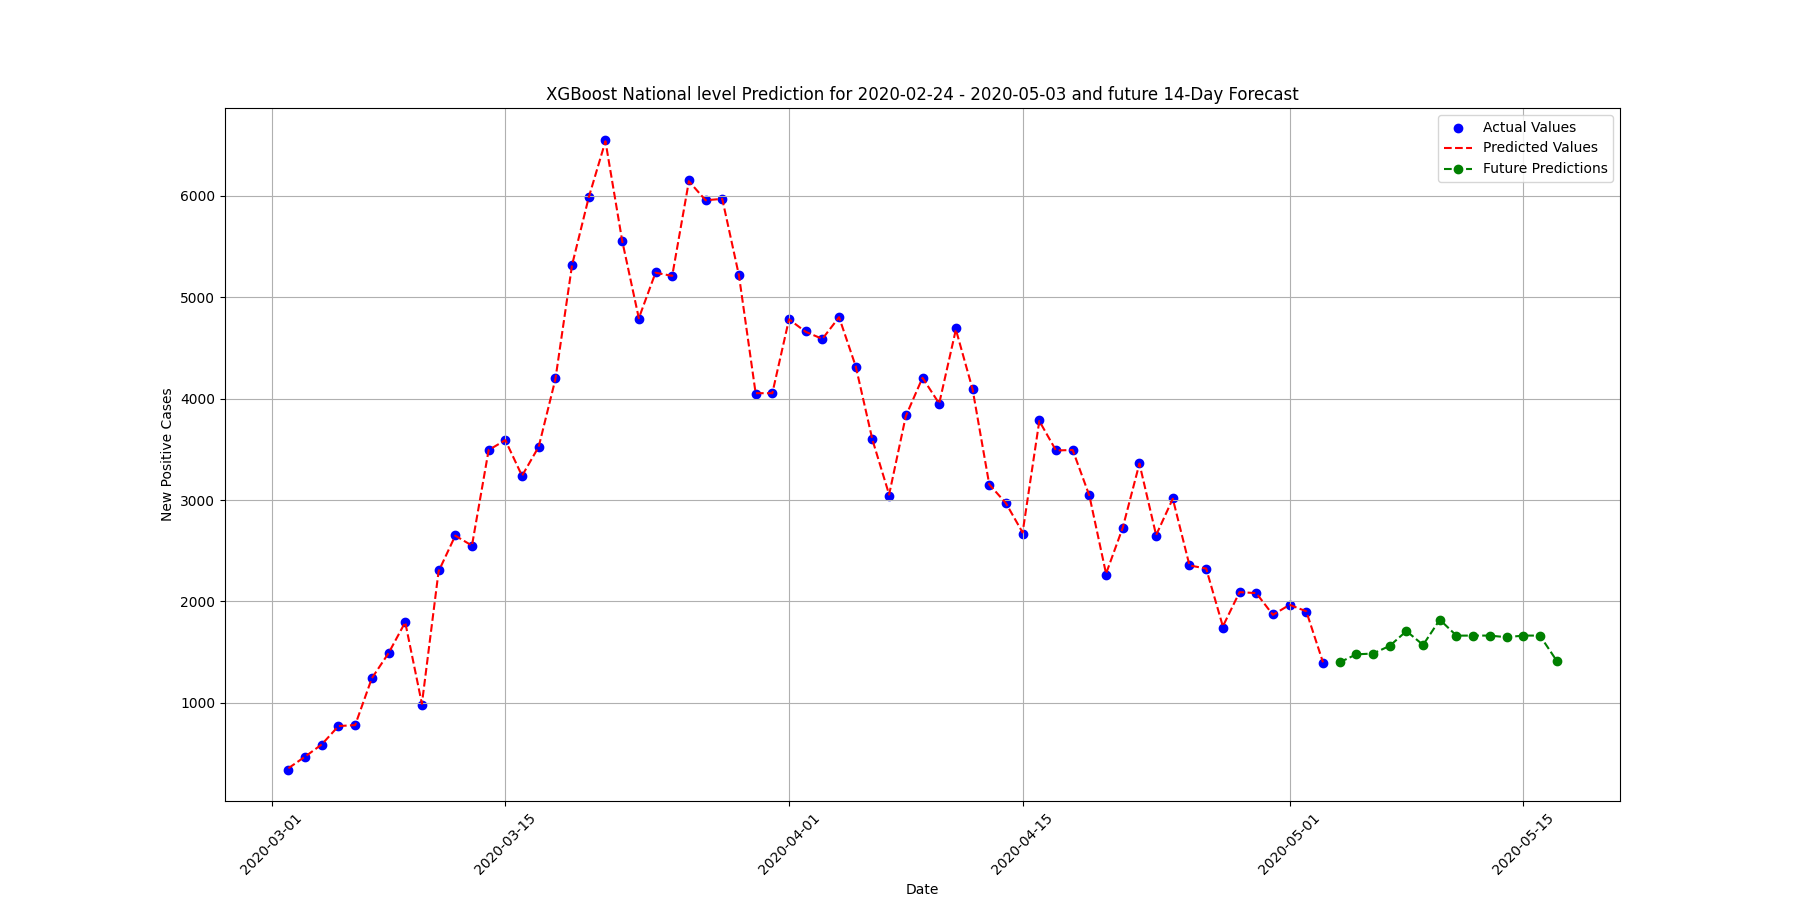 XGBoost National level Prediction for 2020-02-24 - 2020-05-03 and future 14-Day Forecast
Actual Values
Predicted Values
Future Predictions
New Positive Cases
6000
5000
4000
3000
2000
1000
2020-03-01
2020-03-15
2020-04-01
2020-04-15
2020-05-01
2020-05-15
Date